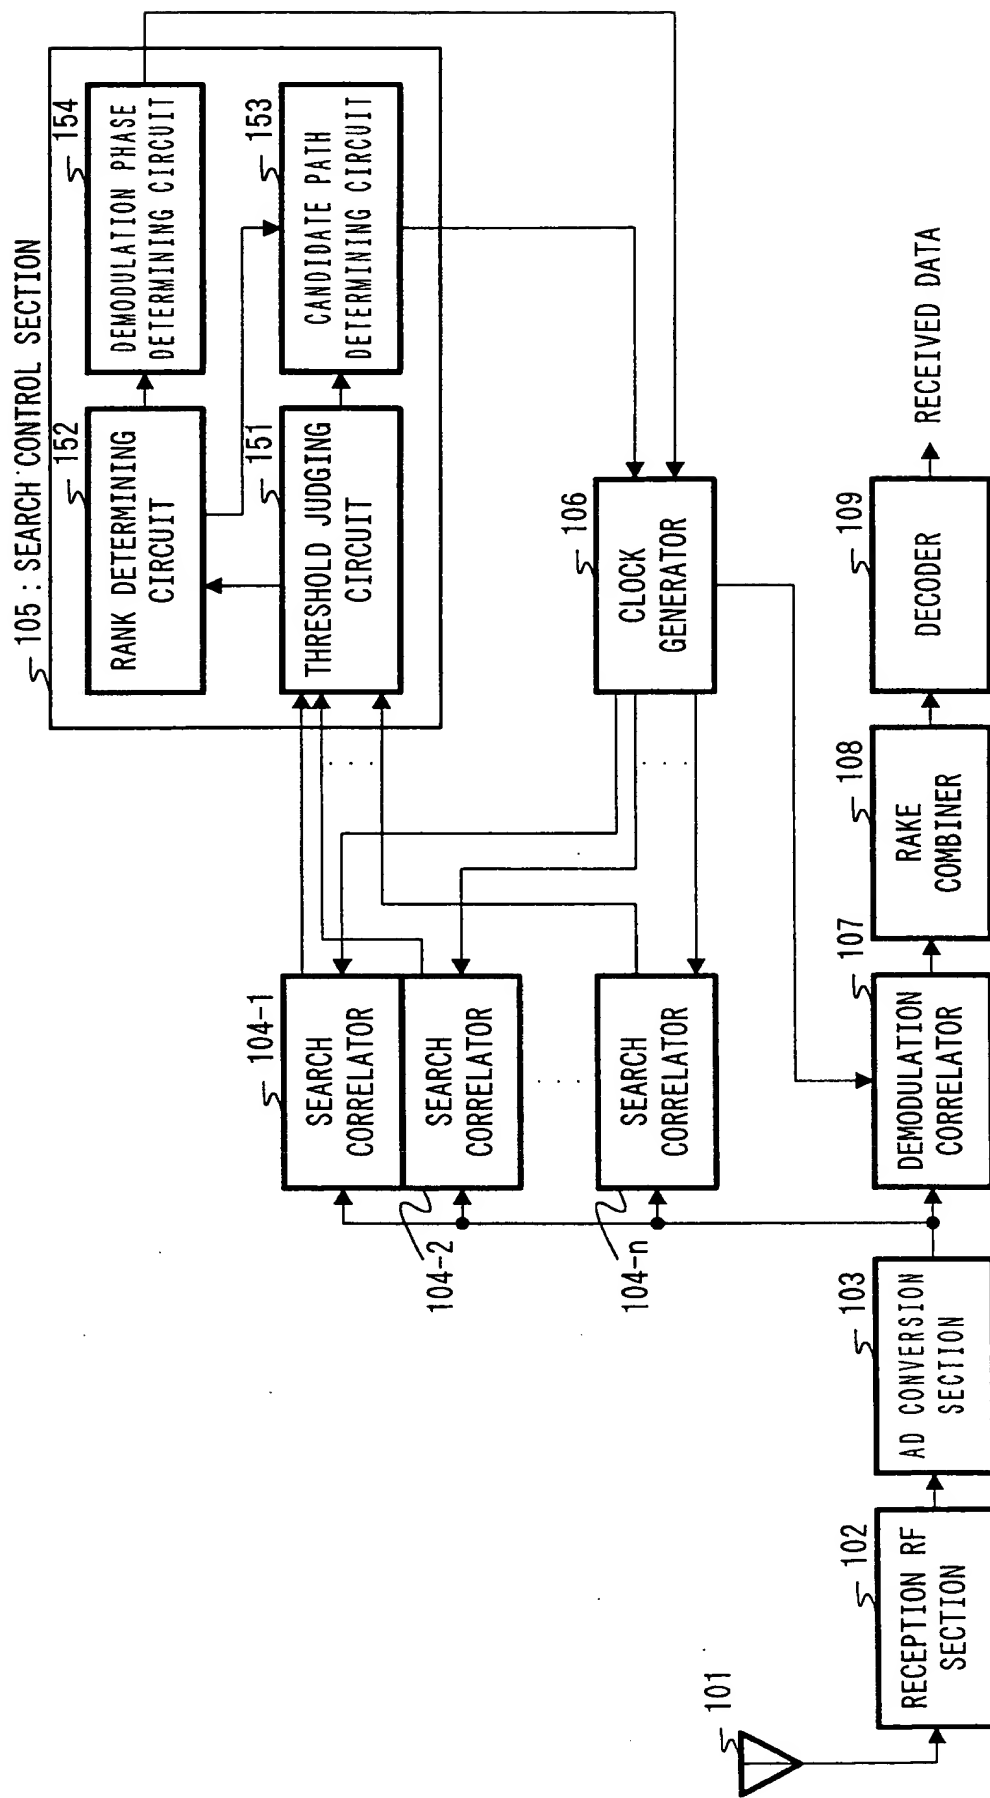 105 : SEARCH CONTROL SECTION
152
RANK DETERMINING
CIRCUIT
154
DEMODULATION PHASE
DETERMINING CIRCUIT
151
THRESHOLD JUDGING
CIRCUIT
153
CANDIDATE PATH
DETERMINING CIRCUIT
104-1
SEARCH
CORRELATOR
SEARCH
CORRELATOR
104-2
SEARCH
CORRELATOR
104-n
106
CLOCK
GENERATOR
101
102
RECEPTION RF
SECTION
103
AD CONVERSION
SECTION
107
DEMODULATION
CORRELATOR
108
RAKE
COMBINER
109
DECODER
RECEIVED DATA